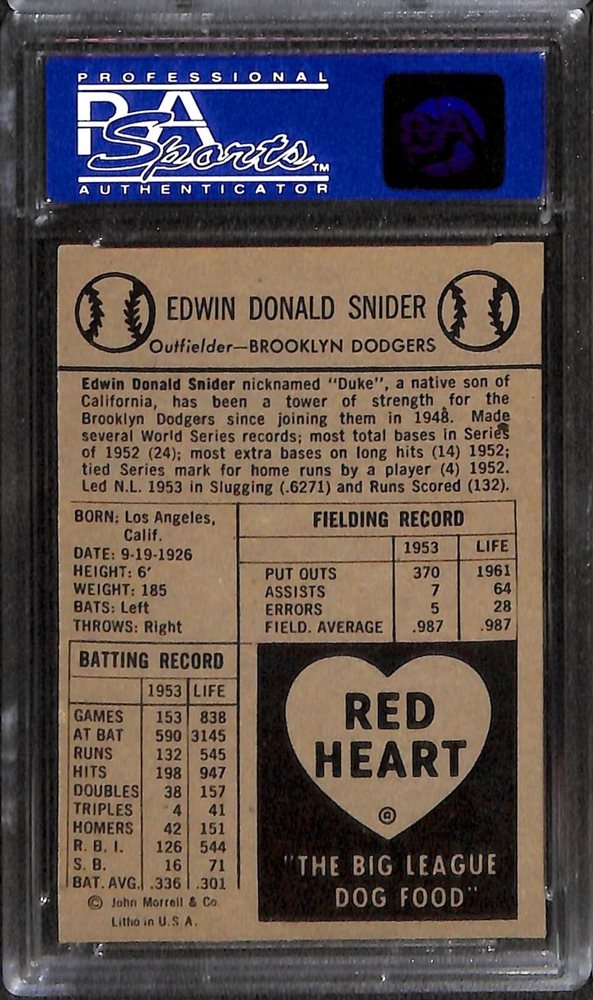 PROFESSIONAL
PSA
Sports™
AUTHENTICATOR
PSA
EDWIN DONALD SNIDER
Outfielder—BROOKLYN DODGERS
Edwin Donald Snider nicknamed "Duke", a native son of
California, has been a tower of strength for the
Brooklyn Dodgers since joining them in 1948. Made
several World Series records; most total bases in Series
of 1952 (24); most extra bases on long hits (14) 1952;
tied Series mark for home runs by a player (4) 1952.
Led N.L. 1953 in Slugging (.6271) and Runs Scored (132).
BORN: Los Angeles,
Calif.
DATE: 9-19-1926
HEIGHT: 6'
WEIGHT: 185
BATS: Left
THROWS: Right
FIELDING RECORD
1953 LIFE
PUT OUTS 370 1961
ASSISTS 7 64
ERRORS 5 28
FIELD. AVERAGE .987 .987
BATTING RECORD
1953 LIFE
GAMES 153 838
AT BAT 590 3145
RUNS 132 545
HITS 198 947
DOUBLES 38 157
TRIPLES 4 41
HOMERS 42 151
R. B. I. 126 544
S. B. 16 71
BAT. AVG. .336 .301
© John Morrell & Co.
Litho in U.S.A.
RED
HEART
"THE BIG LEAGUE
DOG FOOD"